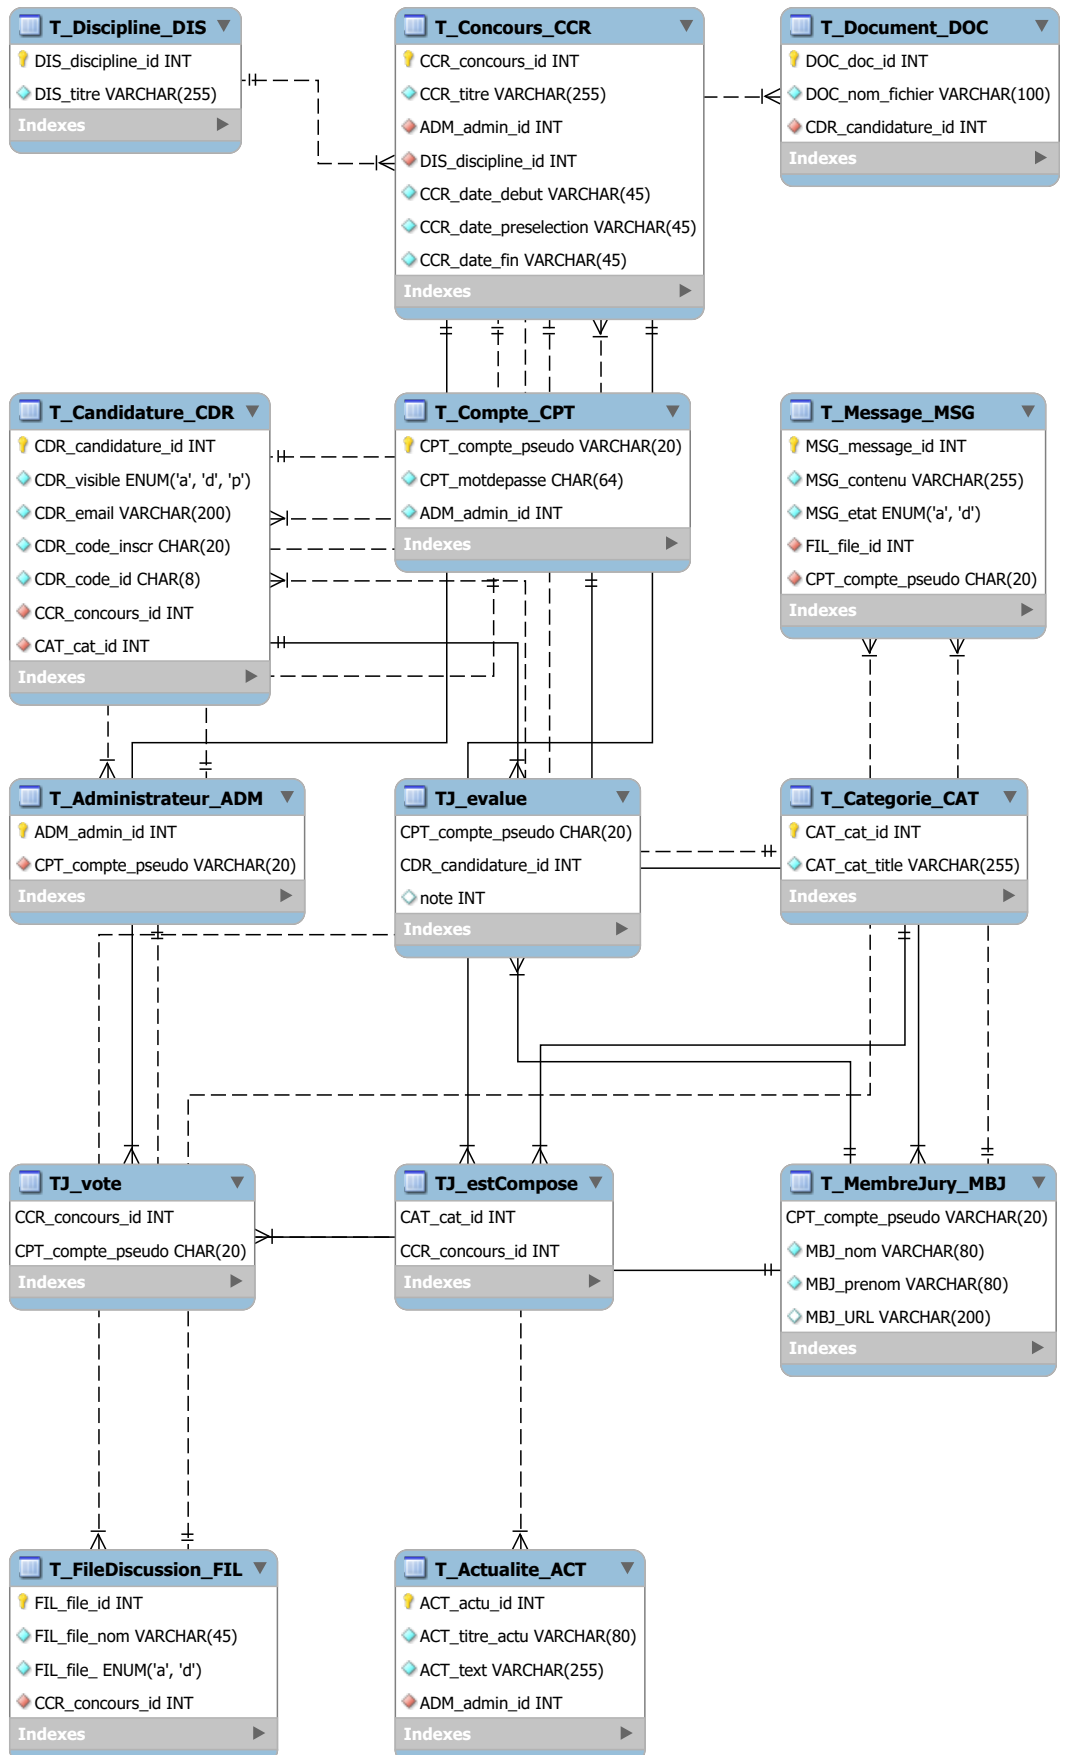 T_Discipline_DIS
DIS_discipline_id INT
DIS_titre VARCHAR(255)
Indexes
T_Concours_CCR
CCR_concours_id INT
CCR_titre VARCHAR(255)
ADM_admin_id INT
DIS_discipline_id INT
CCR_date_debut VARCHAR(45)
CCR_date_preselection VARCHAR(45)
CCR_date_fin VARCHAR(45)
Indexes
T_Document_DOC
DOC_doc_id INT
DOC_nom_fichier VARCHAR(100)
CDR_candidature_id INT
Indexes
T_Candidature_CDR
CDR_candidature_id INT
CDR_visible ENUM('a', 'd', 'p')
CDR_email VARCHAR(200)
CDR_code_inscr CHAR(20)
CDR_code_id CHAR(8)
CCR_concours_id INT
CAT_cat_id INT
Indexes
T_Compte_CPT
CPT_compte_pseudo VARCHAR(20)
CPT_motdepasse CHAR(64)
ADM_admin_id INT
Indexes
T_Message_MSG
MSG_message_id INT
MSG_contenu VARCHAR(255)
MSG_etat ENUM('a', 'd')
FIL_file_id INT
CPT_compte_pseudo CHAR(20)
Indexes
T_Administrateur_ADM
ADM_admin_id INT
CPT_compte_pseudo VARCHAR(20)
Indexes
TJ_evalue
CPT_compte_pseudo CHAR(20)
CDR_candidature_id INT
note INT
Indexes
T_Categorie_CAT
CAT_cat_id INT
CAT_cat_title VARCHAR(255)
Indexes
TJ_vote
CCR_concours_id INT
CPT_compte_pseudo CHAR(20)
Indexes
TJ_estCompose
CAT_cat_id INT
CCR_concours_id INT
Indexes
T_MembreJury_MBJ
CPT_compte_pseudo VARCHAR(20)
MBJ_nom VARCHAR(80)
MBJ_prenom VARCHAR(80)
MBJ_URL VARCHAR(200)
Indexes
T_FileDiscussion_FIL
FIL_file_id INT
FIL_file_nom VARCHAR(45)
FIL_file_ ENUM('a', 'd')
CCR_concours_id INT
Indexes
T_Actualite_ACT
ACT_actu_id INT
ACT_titre_actu VARCHAR(80)
ACT_text VARCHAR(255)
ADM_admin_id INT
Indexes